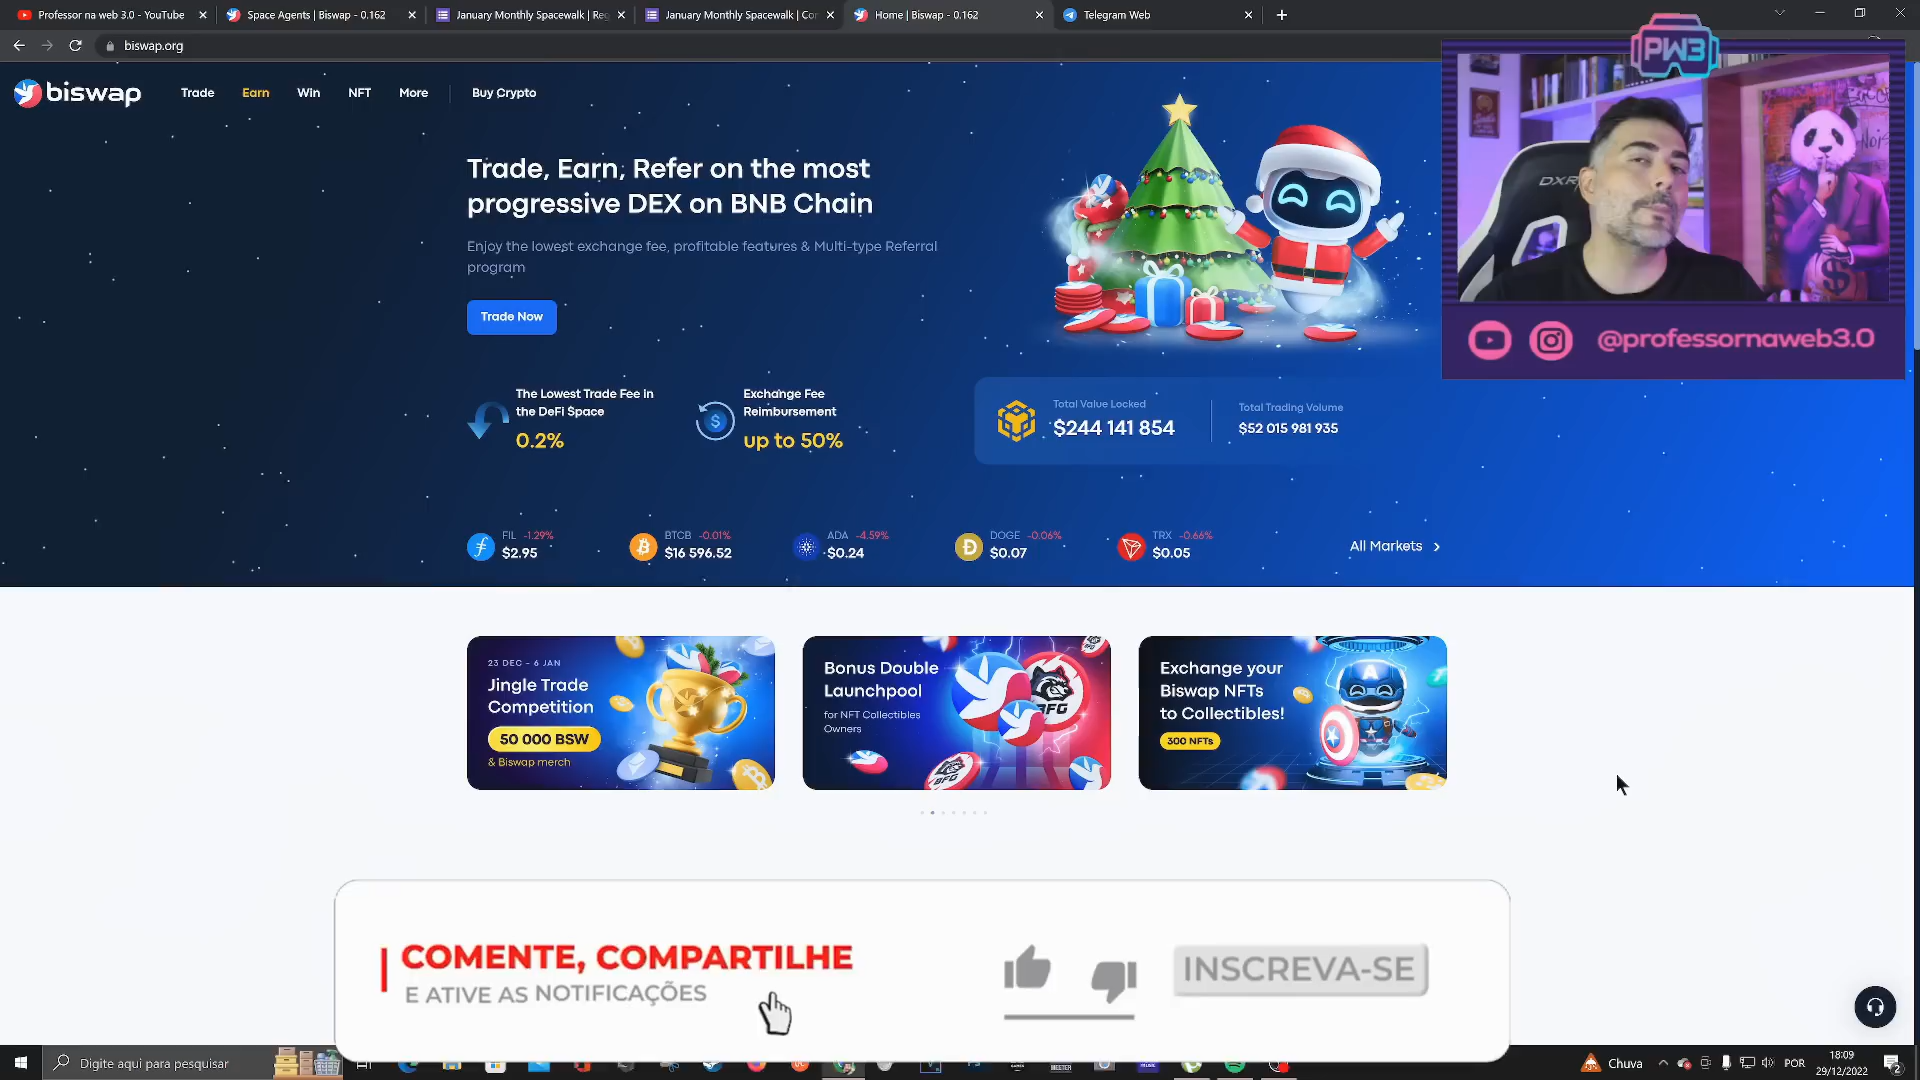 Professor na web 3.0 - YouTube
Space Agents | Biswap - 0.162
January Monthly Spacewalk | Reg
January Monthly Spacewalk | Cor
Home | Biswap - 0.162
Telegram Web
biswap.org
PW3
biswap
Trade
Earn
Win
NFT
More
Buy Crypto
DXR
Trade, Earn, Refer on the most
progressive DEX on BNB Chain
Enjoy the lowest exchange fee, profitable features & Multi-type Referral
program
Trade Now
@professornaweb3.0
The Lowest Trade Fee in
the DeFi Space
0.2%
Exchange Fee
Reimbursement
up to 50%
Total Value Locked
$244 141 854
Total Trading Volume
$52 015 981 935
FIL -1.29%
$2.95
BTCB -0.01%
$16 596.52
ADA -4.59%
$0.24
DOGE -0.06%
$0.07
TRX -0.66%
$0.05
All Markets
23 DEC - 6 JAN
Jingle Trade
Competition
50 000 BSW
& Biswap merch
Bonus Double
Launchpool
for NFT Collectibles
Owners
BFG
BFG
Exchange your
Biswap NFTs
to Collectibles!
300 NFTs
COMENTE, COMPARTILHE
E ATIVE AS NOTIFICAÇÕES
INSCREVA-SE
Digite aqui para pesquisar
Chuva
POR
18:09
29/12/2022
2